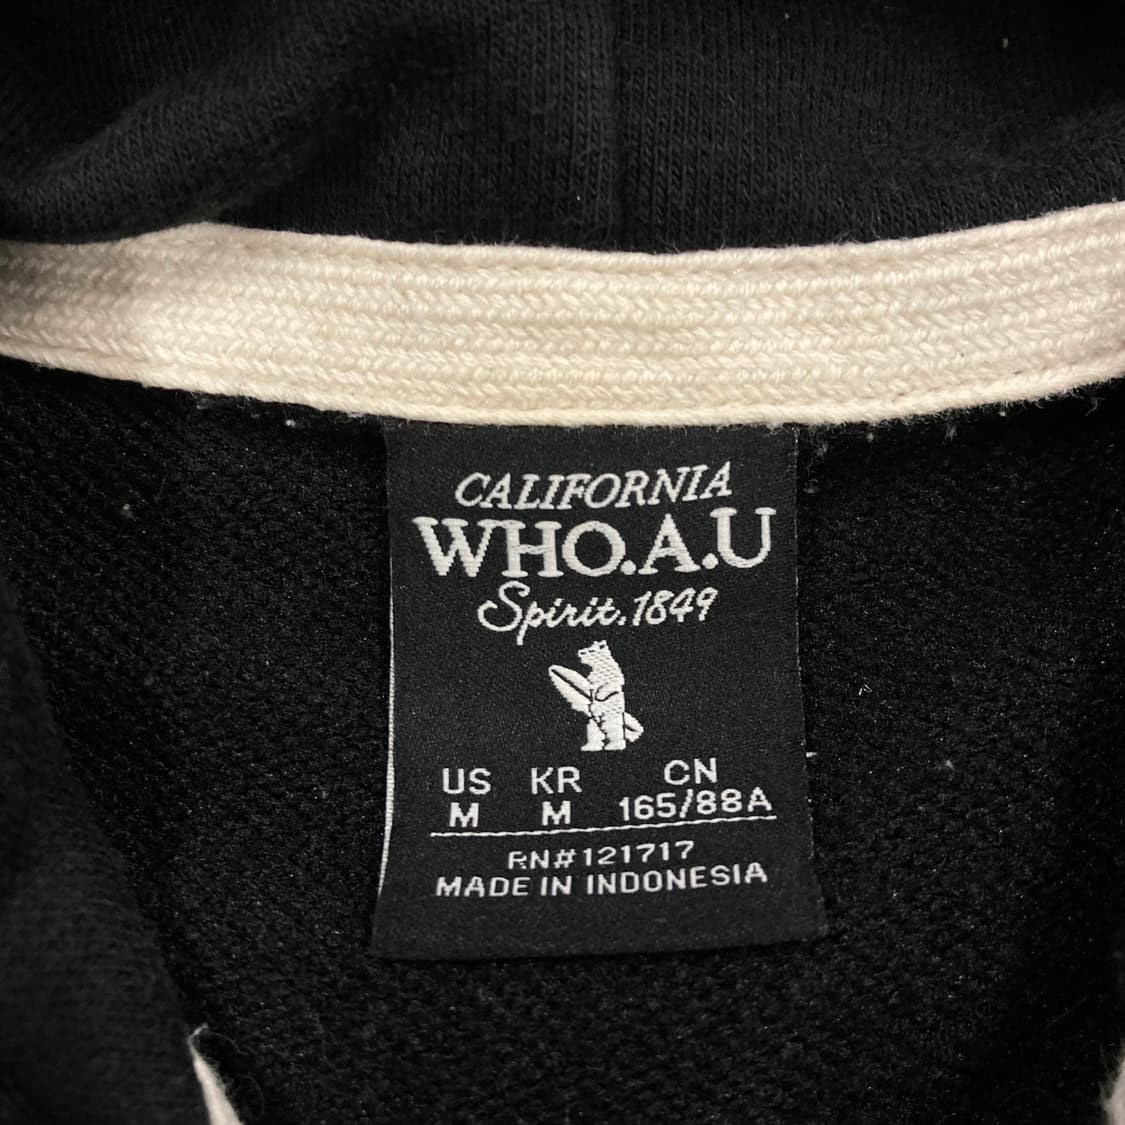 CALIFORNIA
WHO.A.U
Spirit.1849
US KR CN
M M 165/88A
RN#121717
MADE IN INDONESIA